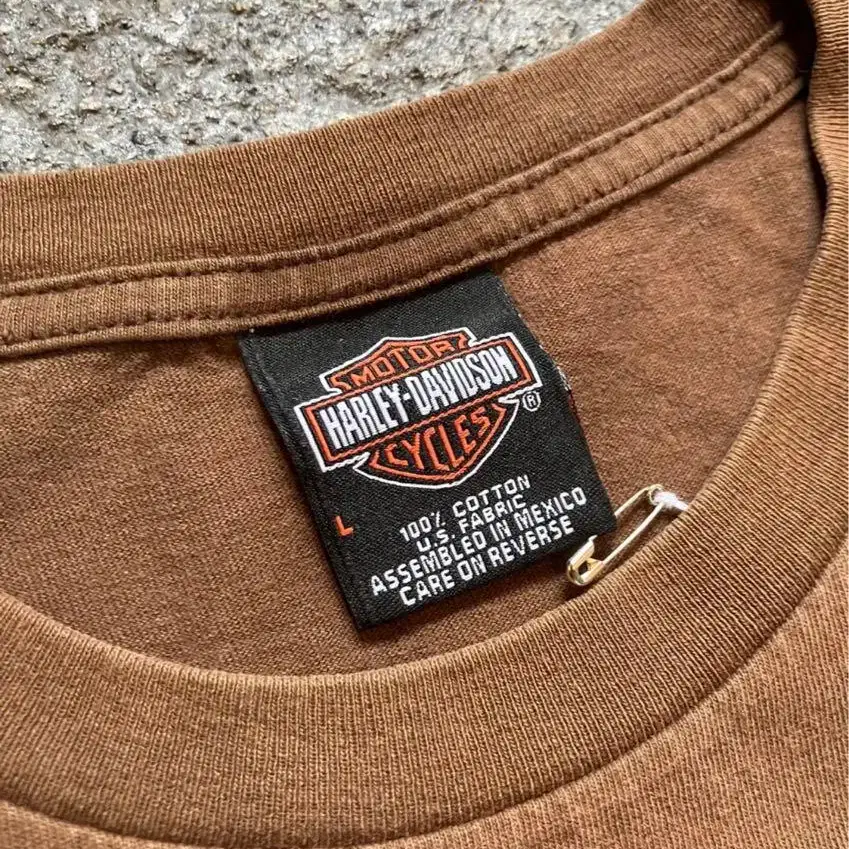 MOTOR
HARLEY-DAVIDSON
CYCLES
®
L
100% COTTON
U.S. FABRIC
ASSEMBLED IN MEXICO
CARE ON REVERSE